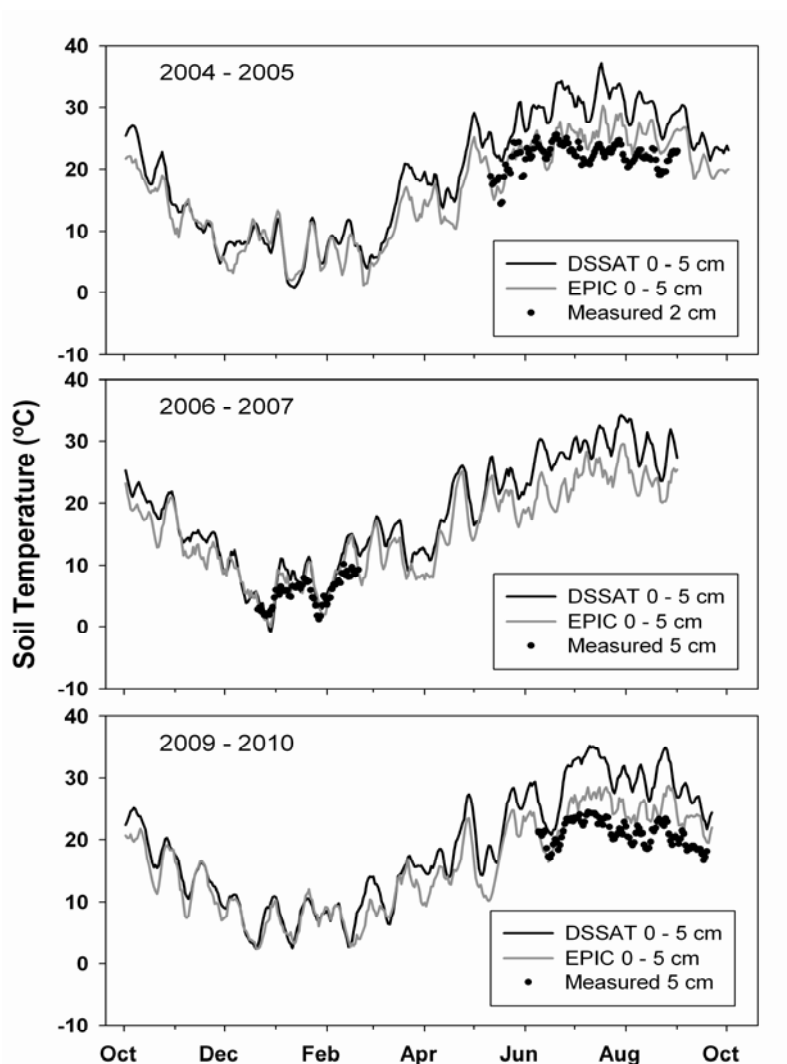 Soil Temperature (ºC)
40
30
20
10
0
-10
2004 - 2005
DSSAT 0 - 5 cm
EPIC 0 - 5 cm
Measured 2 cm
40
30
20
10
0
-10
2006 - 2007
DSSAT 0 - 5 cm
EPIC 0 - 5 cm
Measured 5 cm
40
30
20
10
0
-10
2009 - 2010
DSSAT 0 - 5 cm
EPIC 0 - 5 cm
Measured 5 cm
Oct Dec Feb Apr Jun Aug Oct